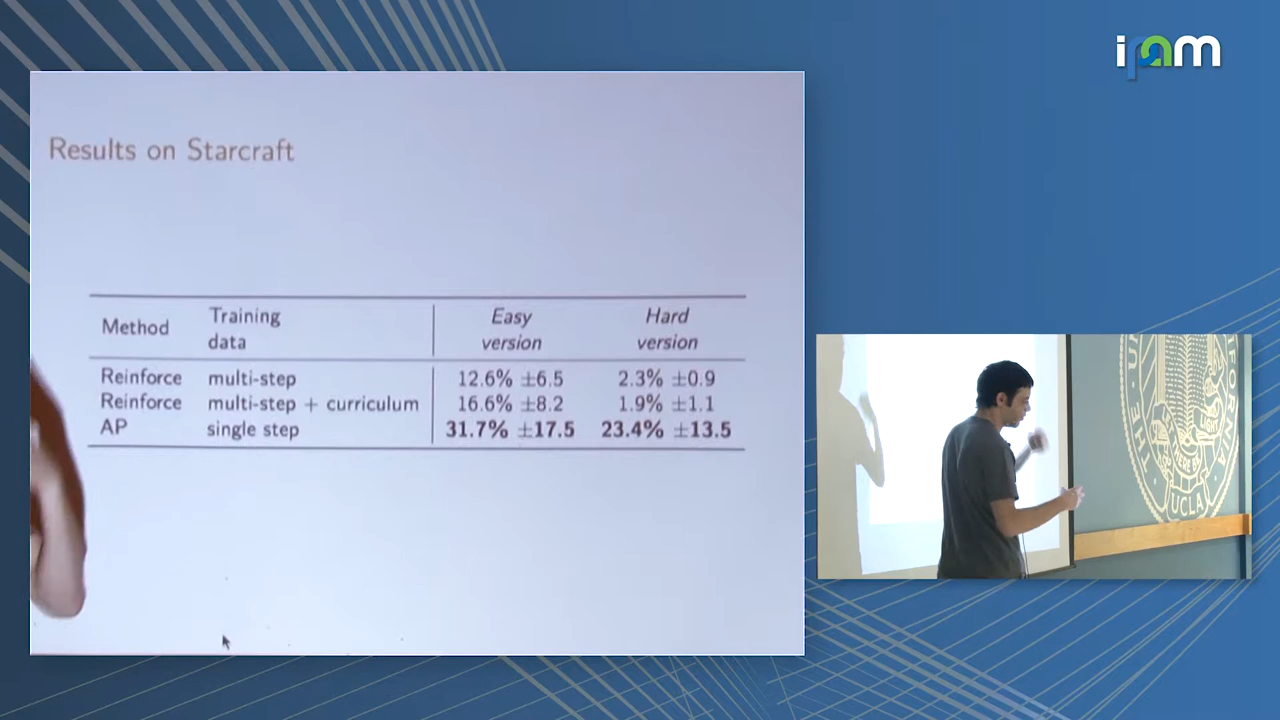 ipam
Results on Starcraft
Method Training data Easy version Hard version
Reinforce multi-step 12.6% ±6.5 2.3% ±0.9
Reinforce multi-step + curriculum 16.6% ±8.2 1.9% ±1.1
AP single step 31.7% ±17.5 23.4% ±13.5
UCLA